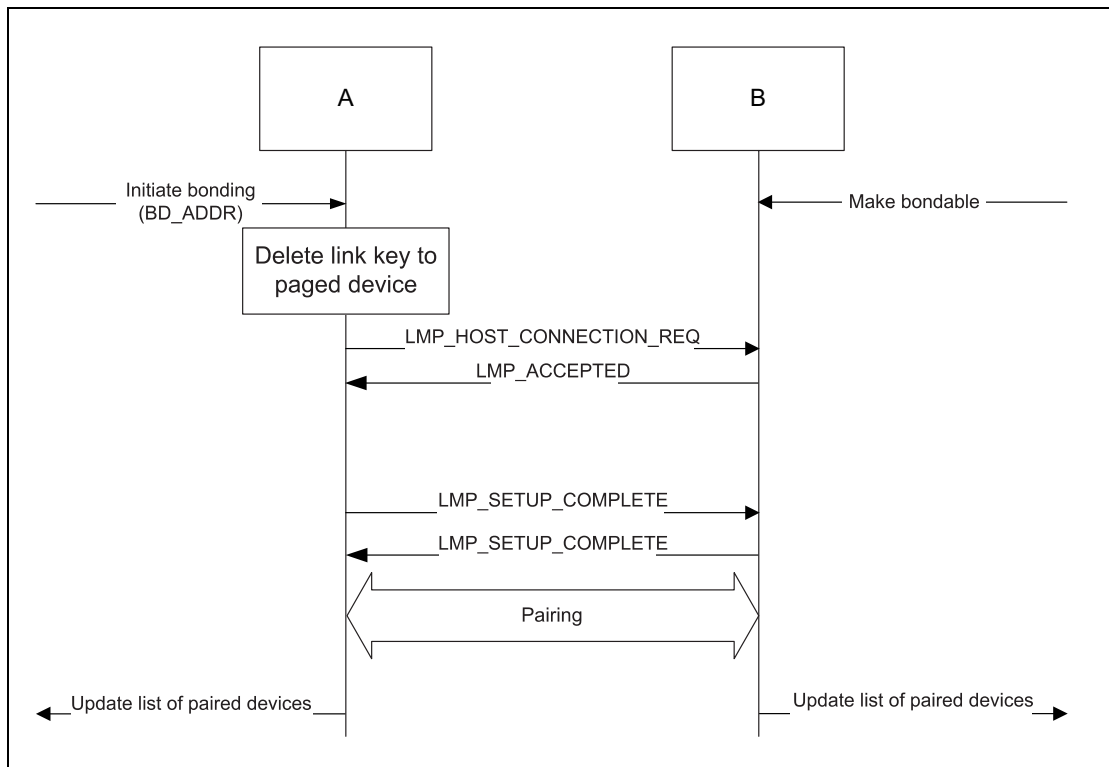 A
B
Initiate bonding
(BD_ADDR)
Make bondable
Delete link key to
paged device
LMP_HOST_CONNECTION_REQ
LMP_ACCEPTED
LMP_SETUP_COMPLETE
LMP_SETUP_COMPLETE
Pairing
Update list of paired devices
Update list of paired devices